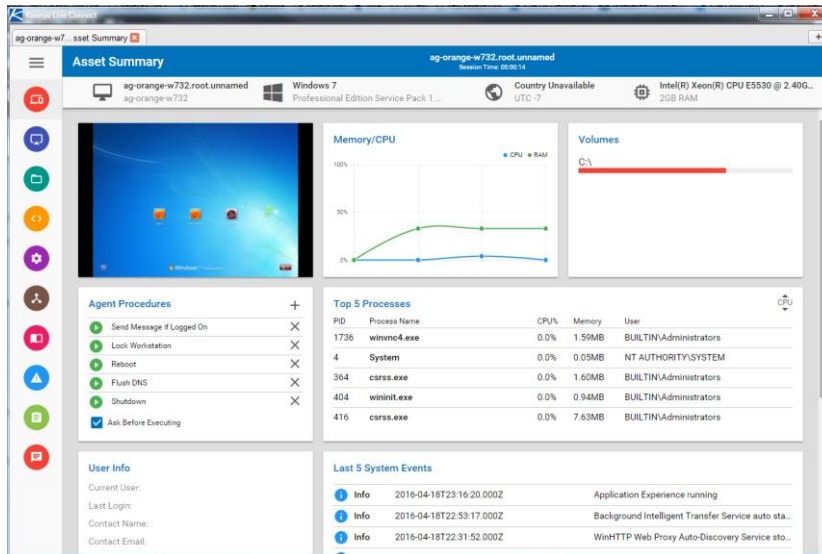 Kaseya Live Connect
ag-orange-w7...sset Summary
Asset Summary
ag-orange-w732.root.unnamed
Session Time: 00:00:14
ag-orange-w732.root.unnamed
ag-orange-w732
Windows 7
Professional Edition Service Pack 1 ...
Country Unavailable
UTC -7
Intel(R) Xeon(R) CPU E5530 @ 2.40G...
2GB RAM
Memory/CPU
CPU RAM
100%
50%
0%
Volumes
C:\
Windows 7
Agent Procedures
Send Message if Logged On
Lock Workstation
Reboot
Flush DNS
Shutdown
Ask Before Executing
Top 5 Processes
CPU
PID Process Name CPU% Memory User
1736 winvnc4.exe 0.0% 1.59MB BUILTIN\Administrators
4 System 0.0% 0.05MB NT AUTHORITY\SYSTEM
364 csrss.exe 0.0% 1.60MB BUILTIN\Administrators
404 wininit.exe 0.0% 0.94MB BUILTIN\Administrators
416 csrss.exe 0.0% 7.63MB BUILTIN\Administrators
User Info
Current User:
Last Login:
Contact Name:
Contact Email:
Last 5 System Events
Info 2016-04-18T23:16:20.000Z Application Experience running
Info 2016-04-18T22:53:17.000Z Background Intelligent Transfer Service auto sta...
Info 2016-04-18T22:31:52.000Z WinHTTP Web Proxy Auto-Discovery Service sto...